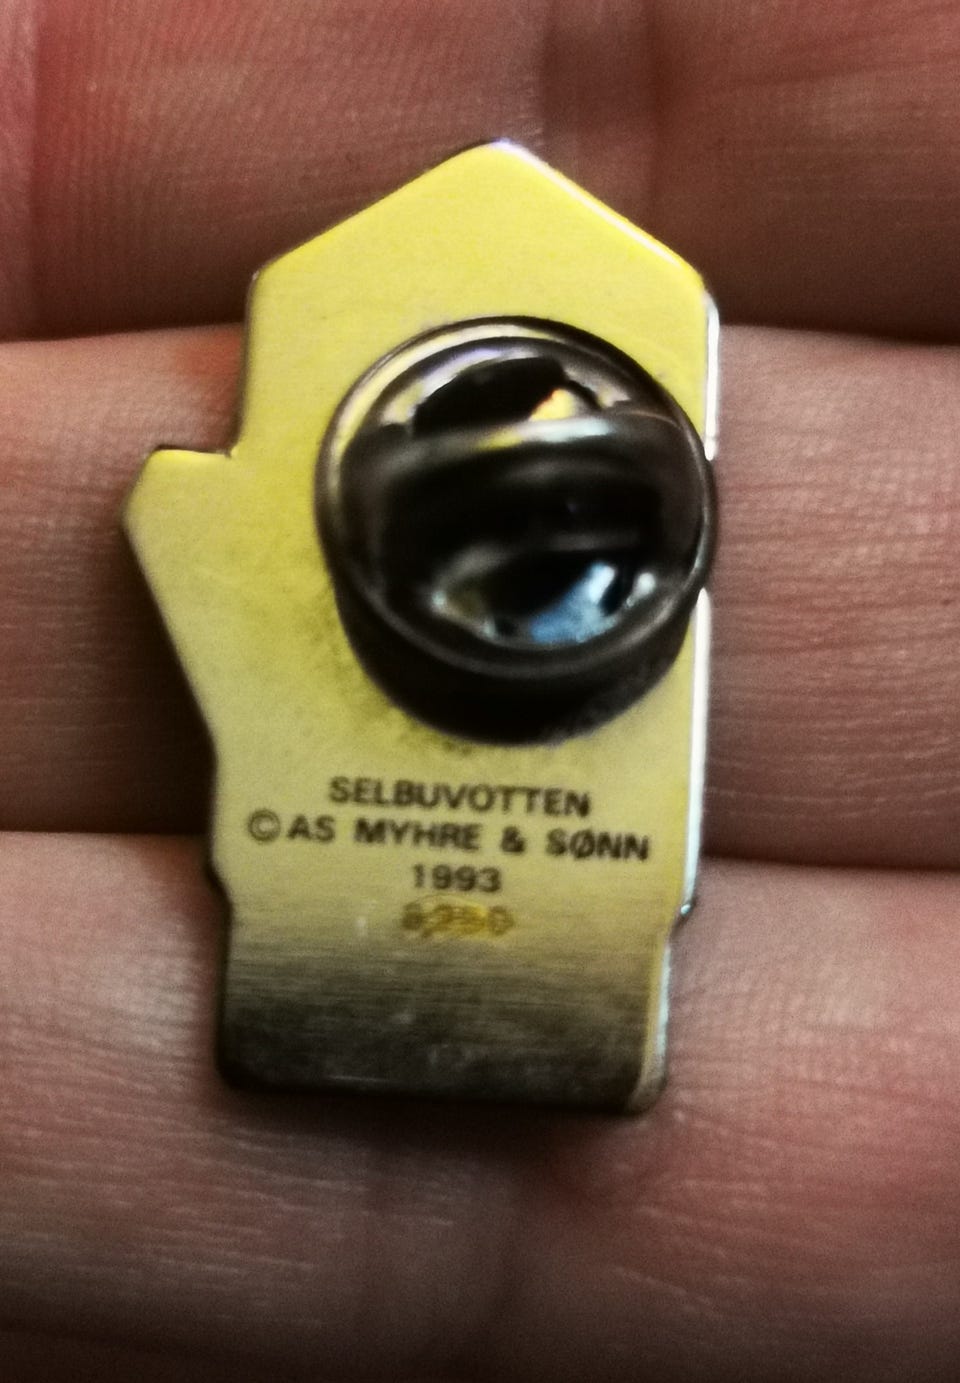 SELBUVOTTEN
© AS MYHRE & SØNN
1993